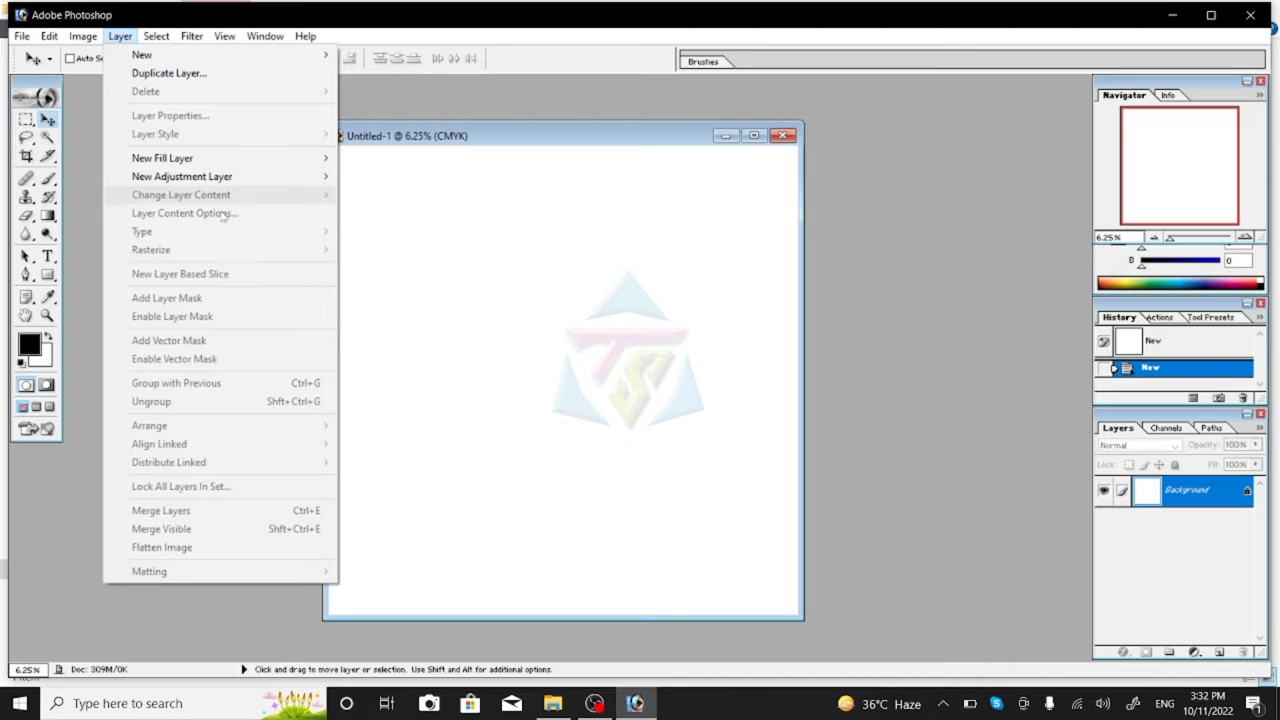 Adobe Photoshop
File Edit Image Layer Select Filter View Window Help
Auto Se
Brushes
New
Duplicate Layer...
Delete
Layer Properties...
Layer Style
New Fill Layer
New Adjustment Layer
Change Layer Content
Layer Content Options...
Type
Rasterize
New Layer Based Slice
Add Layer Mask
Enable Layer Mask
Add Vector Mask
Enable Vector Mask
Group with Previous Ctrl+G
Ungroup Shft+Ctrl+G
Arrange
Align Linked
Distribute Linked
Lock All Layers In Set...
Merge Layers Ctrl+E
Merge Visible Shft+Ctrl+E
Flatten Image
Matting
Untitled-1 @ 6.25% (CMYK)
TS
Navigator Info
6.25%
B 0
History Actions Tool Presets
New
New
Layers Channels Paths
Normal Opacity: 100%
Lock: Fill: 100%
Background
6.25% Doc: 309M/0K Click and drag to move layer or selection. Use Shift and Alt for additional options.
Type here to search
36°C Haze
ENG
3:32 PM
10/11/2022
1